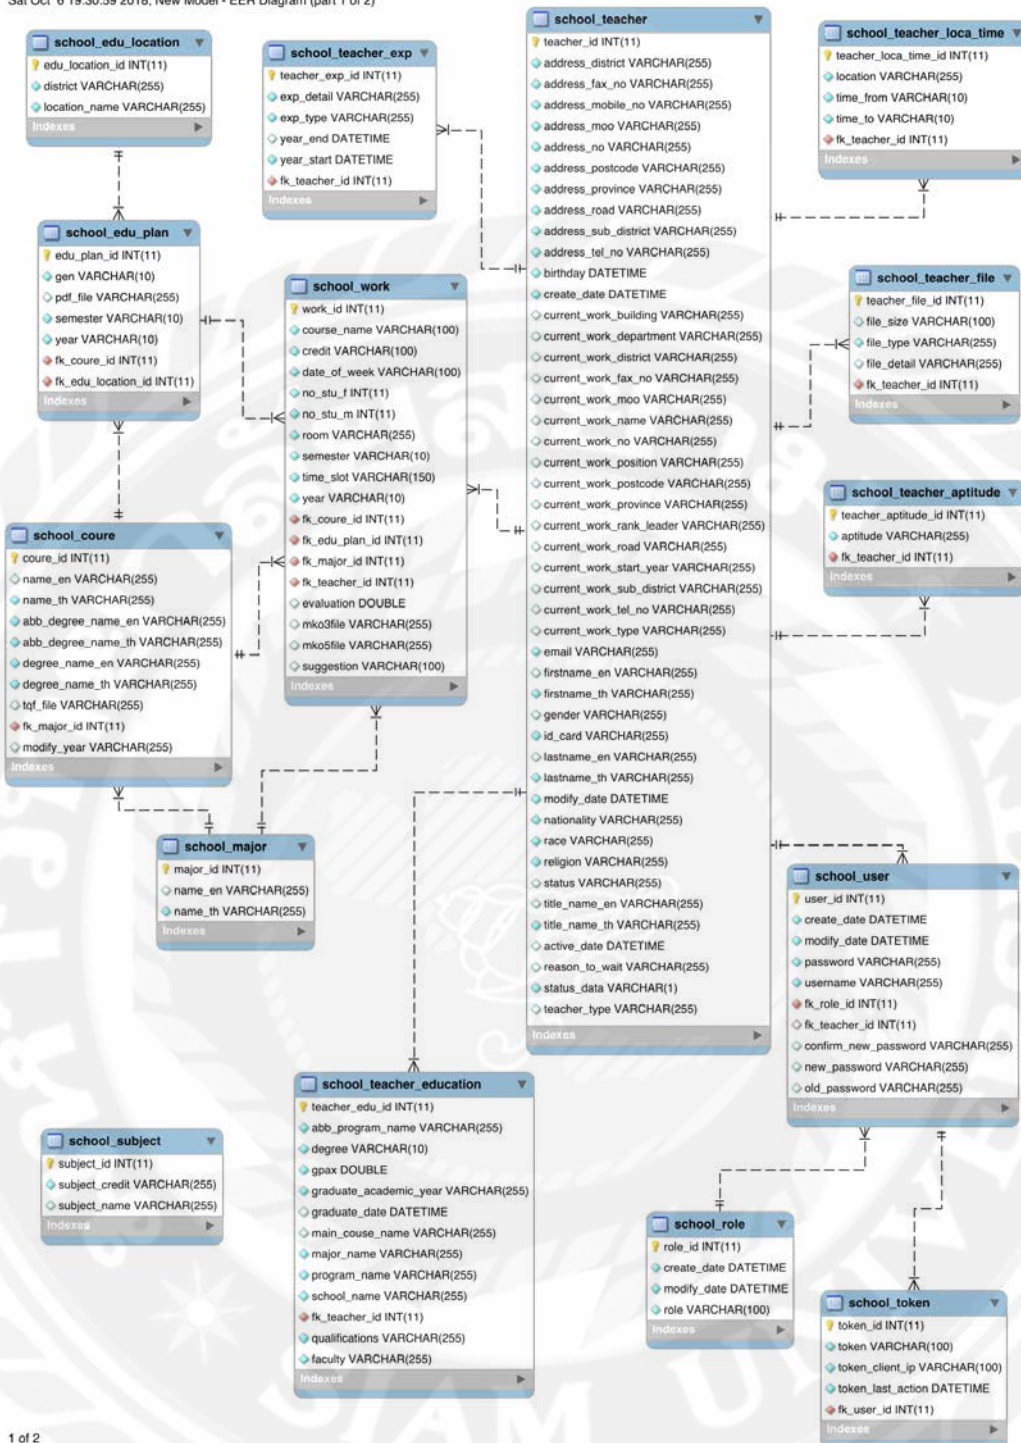 Sat Oct 6 19:30:59 2018, New Model - EER Diagram (part 1 of 2)
school_edu_location
edu_location_id INT(11)
district VARCHAR(255)
location_name VARCHAR(255)
Indexes
school_teacher_exp
teacher_exp_id INT(11)
exp_detail VARCHAR(255)
exp_type VARCHAR(255)
year_end DATETIME
year_start DATETIME
fk_teacher_id INT(11)
Indexes
school_teacher
teacher_id INT(11)
address_district VARCHAR(255)
address_fax_no VARCHAR(255)
address_mobile_no VARCHAR(255)
address_moo VARCHAR(255)
address_no VARCHAR(255)
address_postcode VARCHAR(255)
address_province VARCHAR(255)
address_road VARCHAR(255)
address_sub_district VARCHAR(255)
address_tel_no VARCHAR(255)
birthday DATETIME
create_date DATETIME
current_work_building VARCHAR(255)
current_work_department VARCHAR(255)
current_work_district VARCHAR(255)
current_work_fax_no VARCHAR(255)
current_work_moo VARCHAR(255)
current_work_name VARCHAR(255)
current_work_no VARCHAR(255)
current_work_position VARCHAR(255)
current_work_postcode VARCHAR(255)
current_work_province VARCHAR(255)
current_work_rank_leader VARCHAR(255)
current_work_road VARCHAR(255)
current_work_start_year VARCHAR(255)
current_work_sub_district VARCHAR(255)
current_work_tel_no VARCHAR(255)
current_work_type VARCHAR(255)
email VARCHAR(255)
firstname_en VARCHAR(255)
firstname_th VARCHAR(255)
gender VARCHAR(255)
id_card VARCHAR(255)
lastname_en VARCHAR(255)
lastname_th VARCHAR(255)
modify_date DATETIME
nationality VARCHAR(255)
race VARCHAR(255)
religion VARCHAR(255)
status VARCHAR(255)
title_name_en VARCHAR(255)
title_name_th VARCHAR(255)
active_date DATETIME
reason_to_wait VARCHAR(255)
status_data VARCHAR(1)
teacher_type VARCHAR(255)
Indexes
school_teacher_loca_time
teacher_loca_time_id INT(11)
location VARCHAR(255)
time_from VARCHAR(10)
time_to VARCHAR(10)
fk_teacher_id INT(11)
Indexes
school_edu_plan
edu_plan_id INT(11)
gen VARCHAR(10)
pdf_file VARCHAR(255)
semester VARCHAR(10)
year VARCHAR(10)
fk_coure_id INT(11)
fk_edu_location_id INT(11)
Indexes
school_work
work_id INT(11)
course_name VARCHAR(100)
credit VARCHAR(100)
date_of_week VARCHAR(100)
no_stu_f INT(11)
no_stu_m INT(11)
room VARCHAR(255)
semester VARCHAR(10)
time_slot VARCHAR(150)
year VARCHAR(10)
fk_coure_id INT(11)
fk_edu_plan_id INT(11)
fk_major_id INT(11)
fk_teacher_id INT(11)
evaluation DOUBLE
mko3file VARCHAR(255)
mko5file VARCHAR(255)
suggestion VARCHAR(100)
Indexes
school_teacher_file
teacher_file_id INT(11)
file_size VARCHAR(100)
file_type VARCHAR(255)
file_detail VARCHAR(255)
fk_teacher_id INT(11)
Indexes
school_teacher_aptitude
teacher_aptitude_id INT(11)
aptitude VARCHAR(255)
fk_teacher_id INT(11)
Indexes
school_coure
coure_id INT(11)
name_en VARCHAR(255)
name_th VARCHAR(255)
abb_degree_name_en VARCHAR(255)
abb_degree_name_th VARCHAR(255)
degree_name_en VARCHAR(255)
degree_name_th VARCHAR(255)
tqf_file VARCHAR(255)
fk_major_id INT(11)
modify_year VARCHAR(255)
Indexes
school_major
major_id INT(11)
name_en VARCHAR(255)
name_th VARCHAR(255)
Indexes
school_user
user_id INT(11)
create_date DATETIME
modify_date DATETIME
password VARCHAR(255)
username VARCHAR(255)
fk_role_id INT(11)
fk_teacher_id INT(11)
confirm_new_password VARCHAR(255)
new_password VARCHAR(255)
old_password VARCHAR(255)
Indexes
school_teacher_education
teacher_edu_id INT(11)
abb_program_name VARCHAR(255)
degree VARCHAR(10)
gpax DOUBLE
graduate_academic_year VARCHAR(255)
graduate_date DATETIME
main_couse_name VARCHAR(255)
major_name VARCHAR(255)
program_name VARCHAR(255)
school_name VARCHAR(255)
fk_teacher_id INT(11)
qualifications VARCHAR(255)
faculty VARCHAR(255)
Indexes
school_subject
subject_id INT(11)
subject_credit VARCHAR(255)
subject_name VARCHAR(255)
Indexes
school_role
role_id INT(11)
create_date DATETIME
modify_date DATETIME
role VARCHAR(100)
Indexes
school_token
token_id INT(11)
token VARCHAR(100)
token_client_ip VARCHAR(100)
token_last_action DATETIME
fk_user_id INT(11)
Indexes
1 of 2